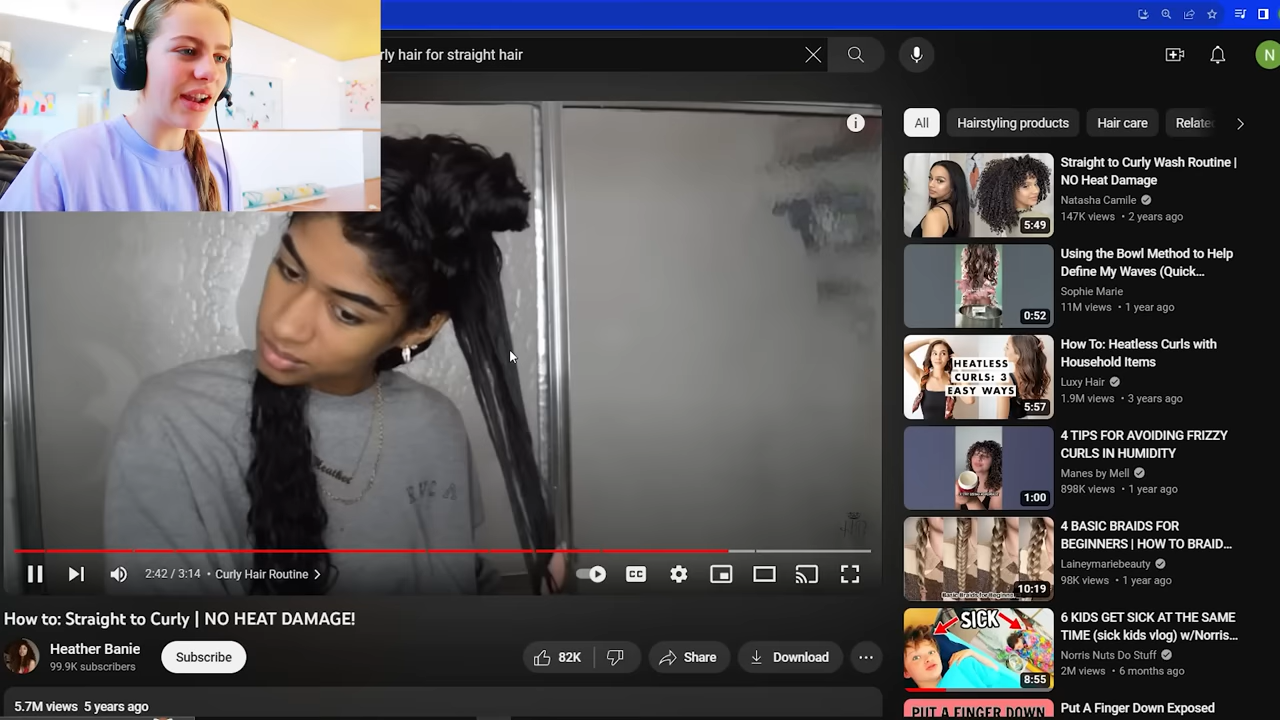 rly hair for straight hair
N
All
Hairstyling products
Hair care
Relate
Straight to Curly Wash Routine |
NO Heat Damage
Natasha Camile
147K views • 2 years ago
5:49
Using the Bowl Method to Help
Define My Waves (Quick...
Sophie Marie
11M views • 1 year ago
0:52
HEATLESS
CURLS: 3
EASY WAYS
5:57
How To: Heatless Curls with
Household Items
Luxy Hair
1.9M views • 3 years ago
4 TIPS FOR AVOIDING FRIZZY
CURLS IN HUMIDITY
Manes by Mell
898K views • 1 year ago
1:00
4 BASIC BRAIDS FOR
BEGINNERS | HOW TO BRAID...
Laineymariebeauty
98K views • 1 year ago
10:19
Basic Braids for Beginners
SICK
8:55
6 KIDS GET SICK AT THE SAME
TIME (sick kids vlog) w/Norris...
Norris Nuts Do Stuff
2M views • 6 months ago
PUT A FINGER DOWN
Put A Finger Down Exposed
Heather
2:42 / 3:14 • Curly Hair Routine
CC
How to: Straight to Curly | NO HEAT DAMAGE!
Heather Banie
99.9K subscribers
Subscribe
82K
Share
Download
5.7M views 5 years ago